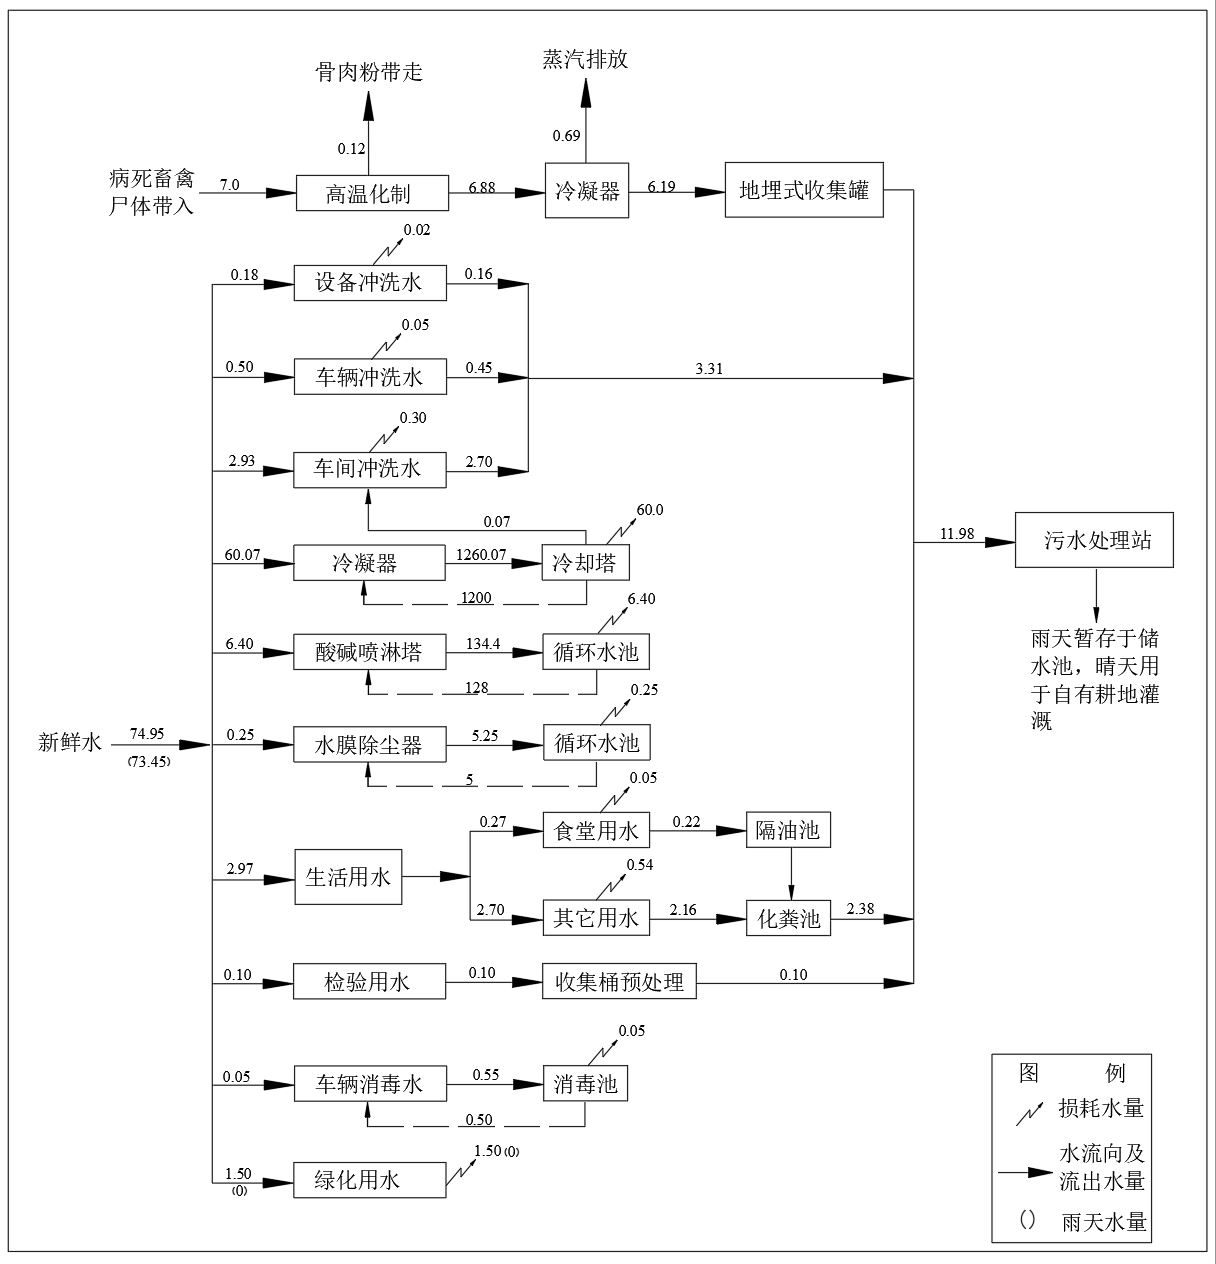 蒸汽排放
骨肉粉带走
0.69
0.12
病死畜禽
尸体带入
7.0
高温化制
6.88
冷凝器
6.19
地埋式收集罐
0.02
0.18
设备冲洗水
0.16
0.05
0.50
车辆冲洗水
0.45
3.31
0.30
2.93
车间冲洗水
2.70
0.07
60.0
60.07
冷凝器
1260.07
冷却塔
1200
11.98
污水处理站
雨天暂存于储
水池，晴天用
于自有耕地灌
溉
6.40
6.40
酸碱喷淋塔
134.4
循环水池
128
0.25
新鲜水
74.95
(73.45)
0.25
水膜除尘器
5.25
循环水池
5
0.05
2.97
生活用水
0.27
食堂用水
0.22
隔油池
0.54
2.70
其它用水
2.16
化粪池
2.38
0.10
检验用水
0.10
收集桶预处理
0.10
0.05
0.05
车辆消毒水
0.55
消毒池
0.50
1.50(0)
1.50
(0)
绿化用水
图 例
损耗水量
水流向及
流出水量
() 雨天水量